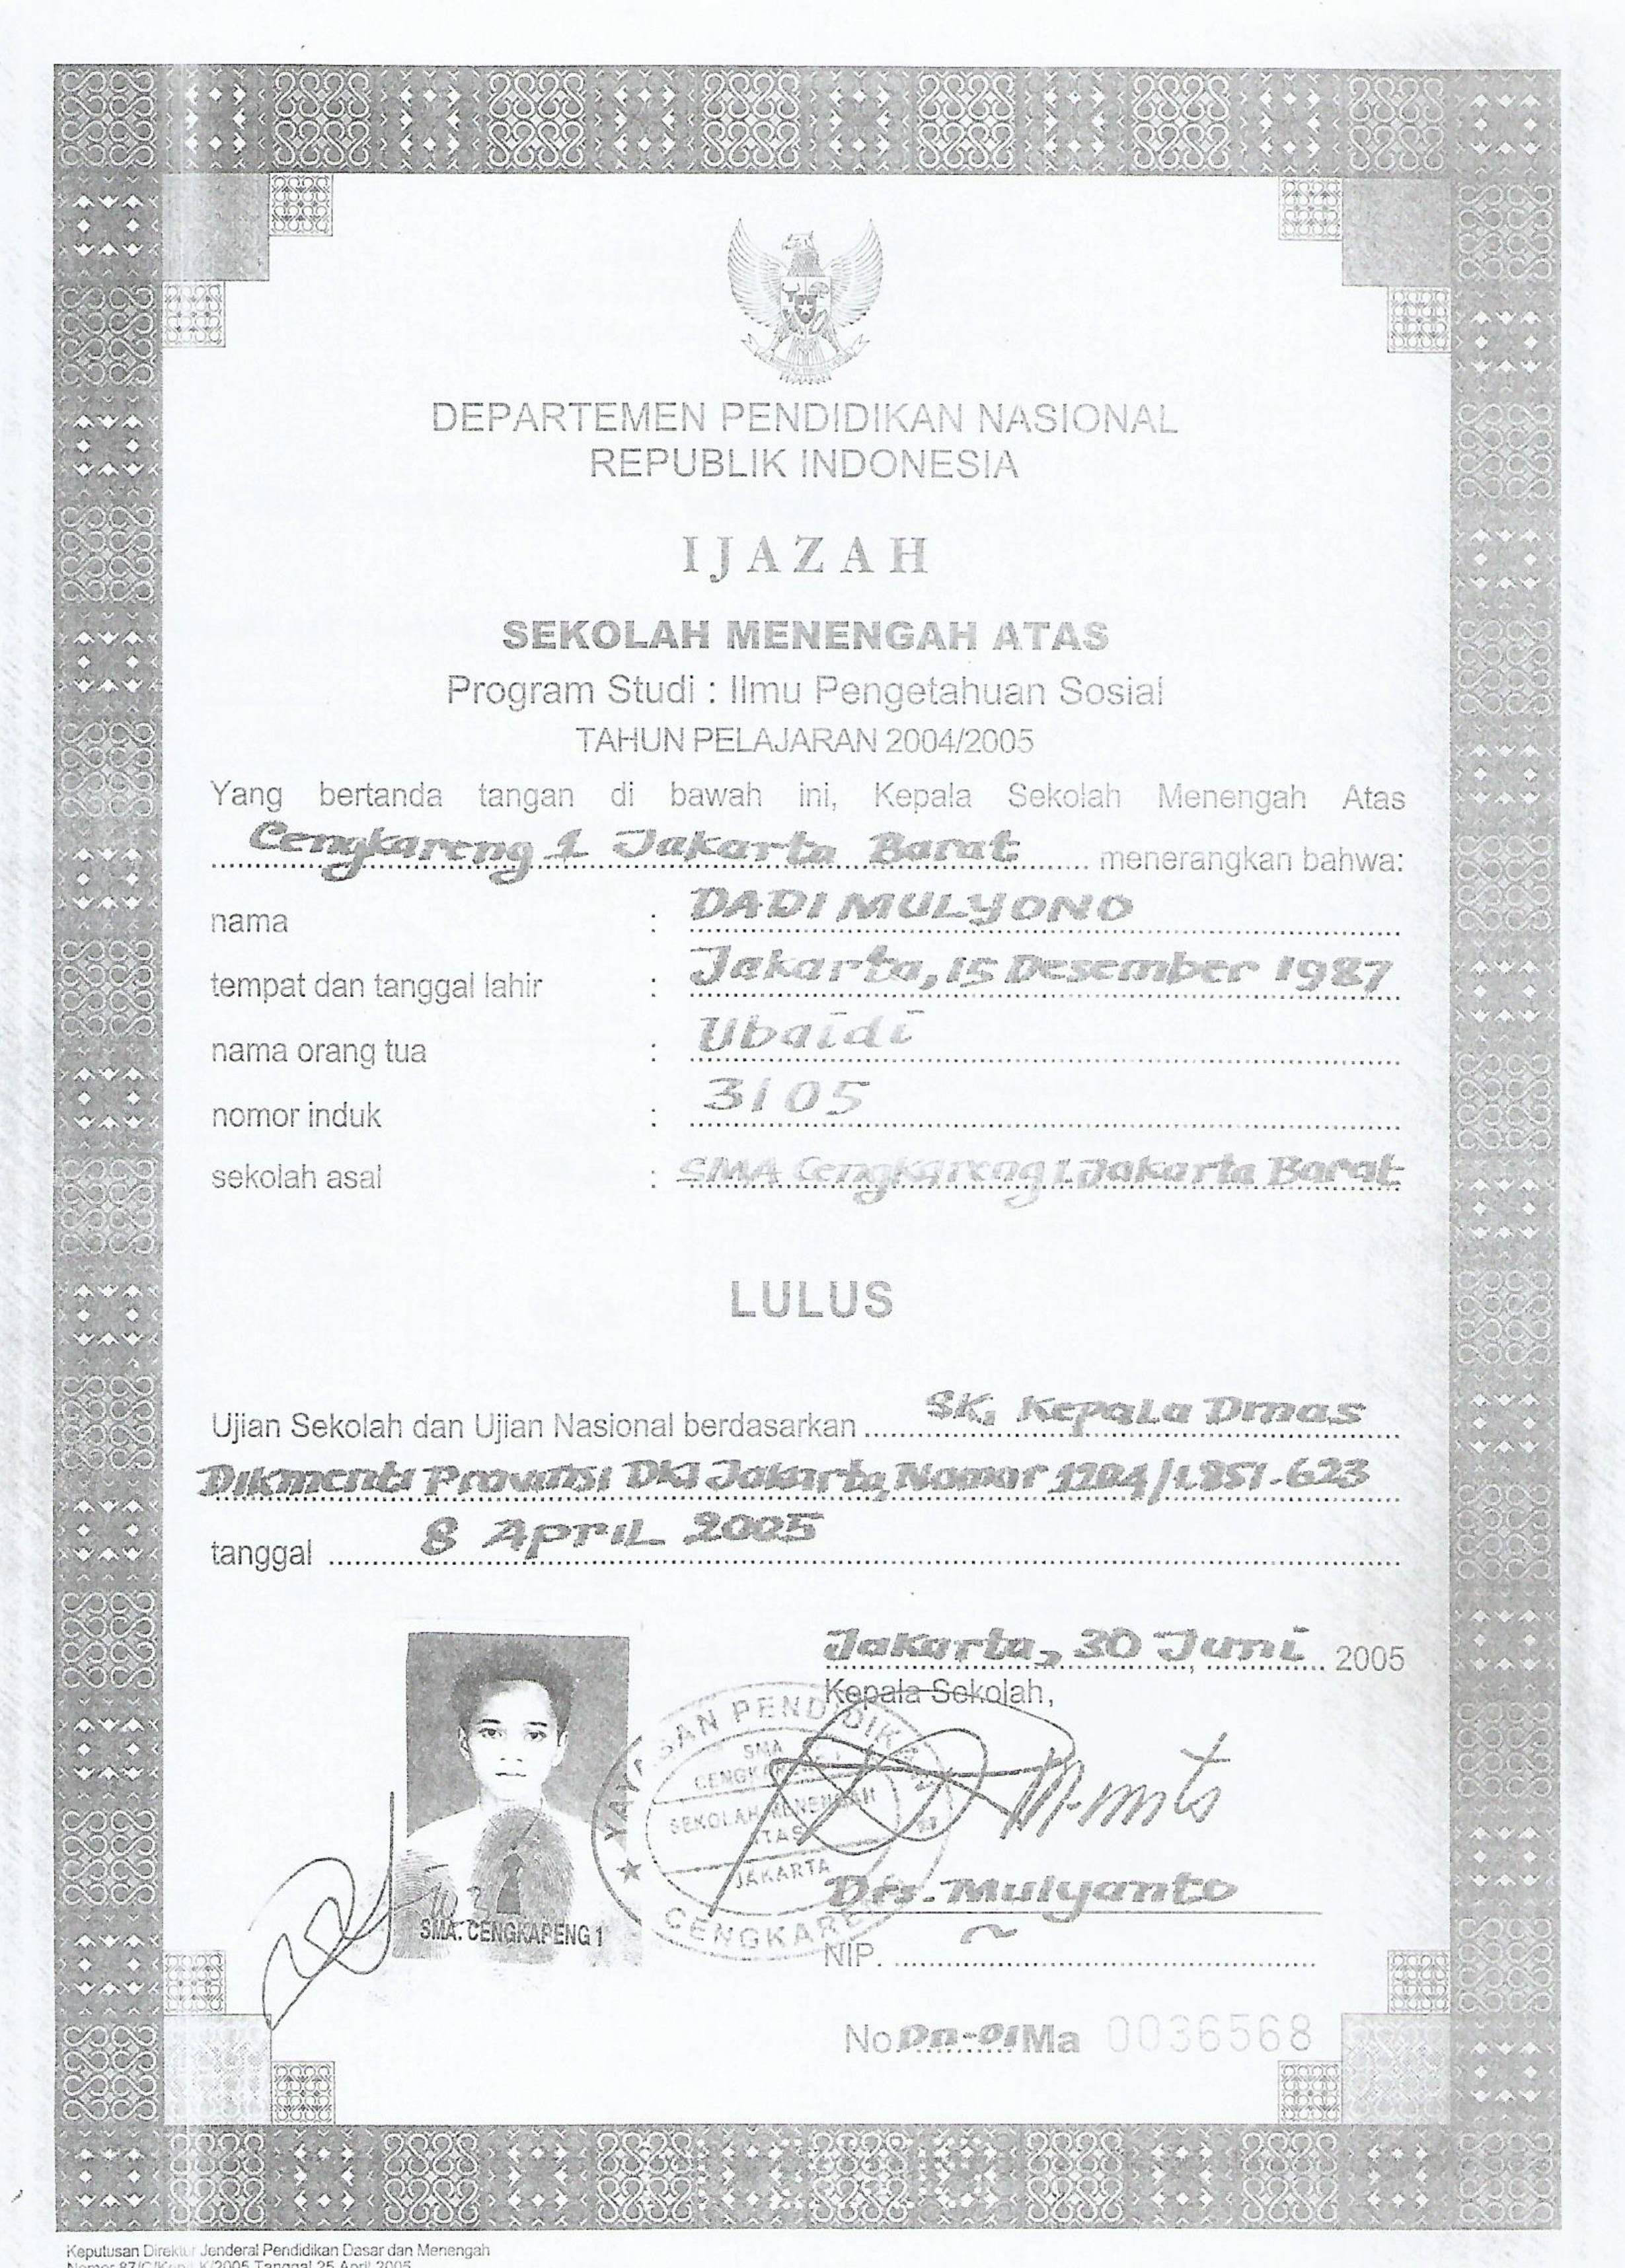 DEPARTEMEN PENDIDIKAN NASIONAL
REPUBLIK INDONESIA
IJAZAH
SEKOLAH MENENGAH ATAS
Program Studi : Ilmu Pengetahuan Sosial
TAHUN PELAJARAN 2004/2005
Yang bertanda tangan di bawah ini, Kepala Sekolah Menengah Atas
Cengkareng 1 Jakarta Barat menerangkan bahwa:
nama : DADI MULYONO
tempat dan tanggal lahir : Jakarta, 15 Desember 1987
nama orang tua : Ubaidi
nomor induk : 3105
sekolah asal : SMA Cengkareng 1 Jakarta Barat
LULUS
Ujian Sekolah dan Ujian Nasional berdasarkan SK. Kepala Dinas
Dikmenti Provinsi DKI Jakarta, Nomor 1204/1.851.623
tanggal 8 April 2005
Jakarta, 30 Juni 2005
Kepala Sekolah,
YAYASAN PENDIDIKAN
SMA
CENGKARENG 1
SEKOLAH MENENGAH
ATAS
JAKARTA
CENGKARENG
SMA. CENGKARENG 1
Drs. Mulyanto
NIP.
No. Dn-01 Ma 0036568
Keputusan Direktur Jenderal Pendidikan Dasar dan Menengah
Tanggal 25 April 2005